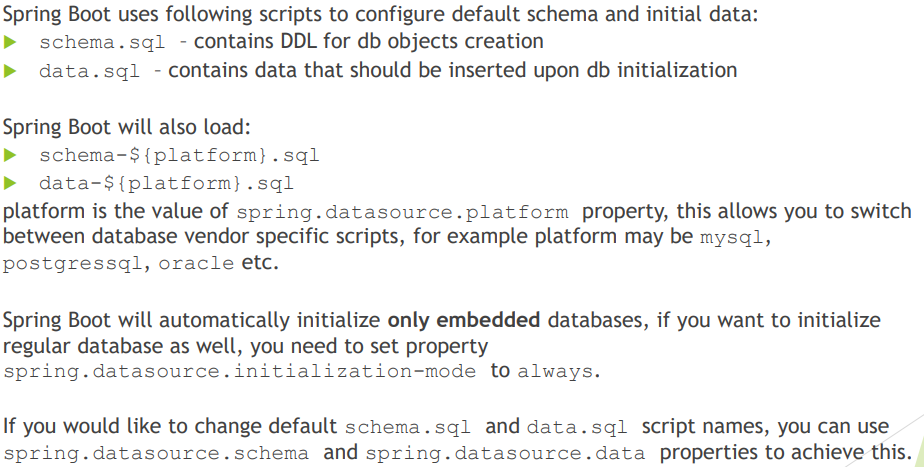 Spring Boot uses following scripts to configure default schema and initial data:
schema.sql - contains DDL for db objects creation
data.sql - contains data that should be inserted upon db initialization
Spring Boot will also load:
schema-${platform}.sql
data-${platform}.sql
platform is the value of spring.datasource.platform property, this allows you to switch
between database vendor specific scripts, for example platform may be mysql,
postgressql, oracle etc.
Spring Boot will automatically initialize only embedded databases, if you want to initialize
regular database as well, you need to set property
spring.datasource.initialization-mode to always.
If you would like to change default schema.sql and data.sql script names, you can use
spring.datasource.schema and spring.datasource.data properties to achieve this.